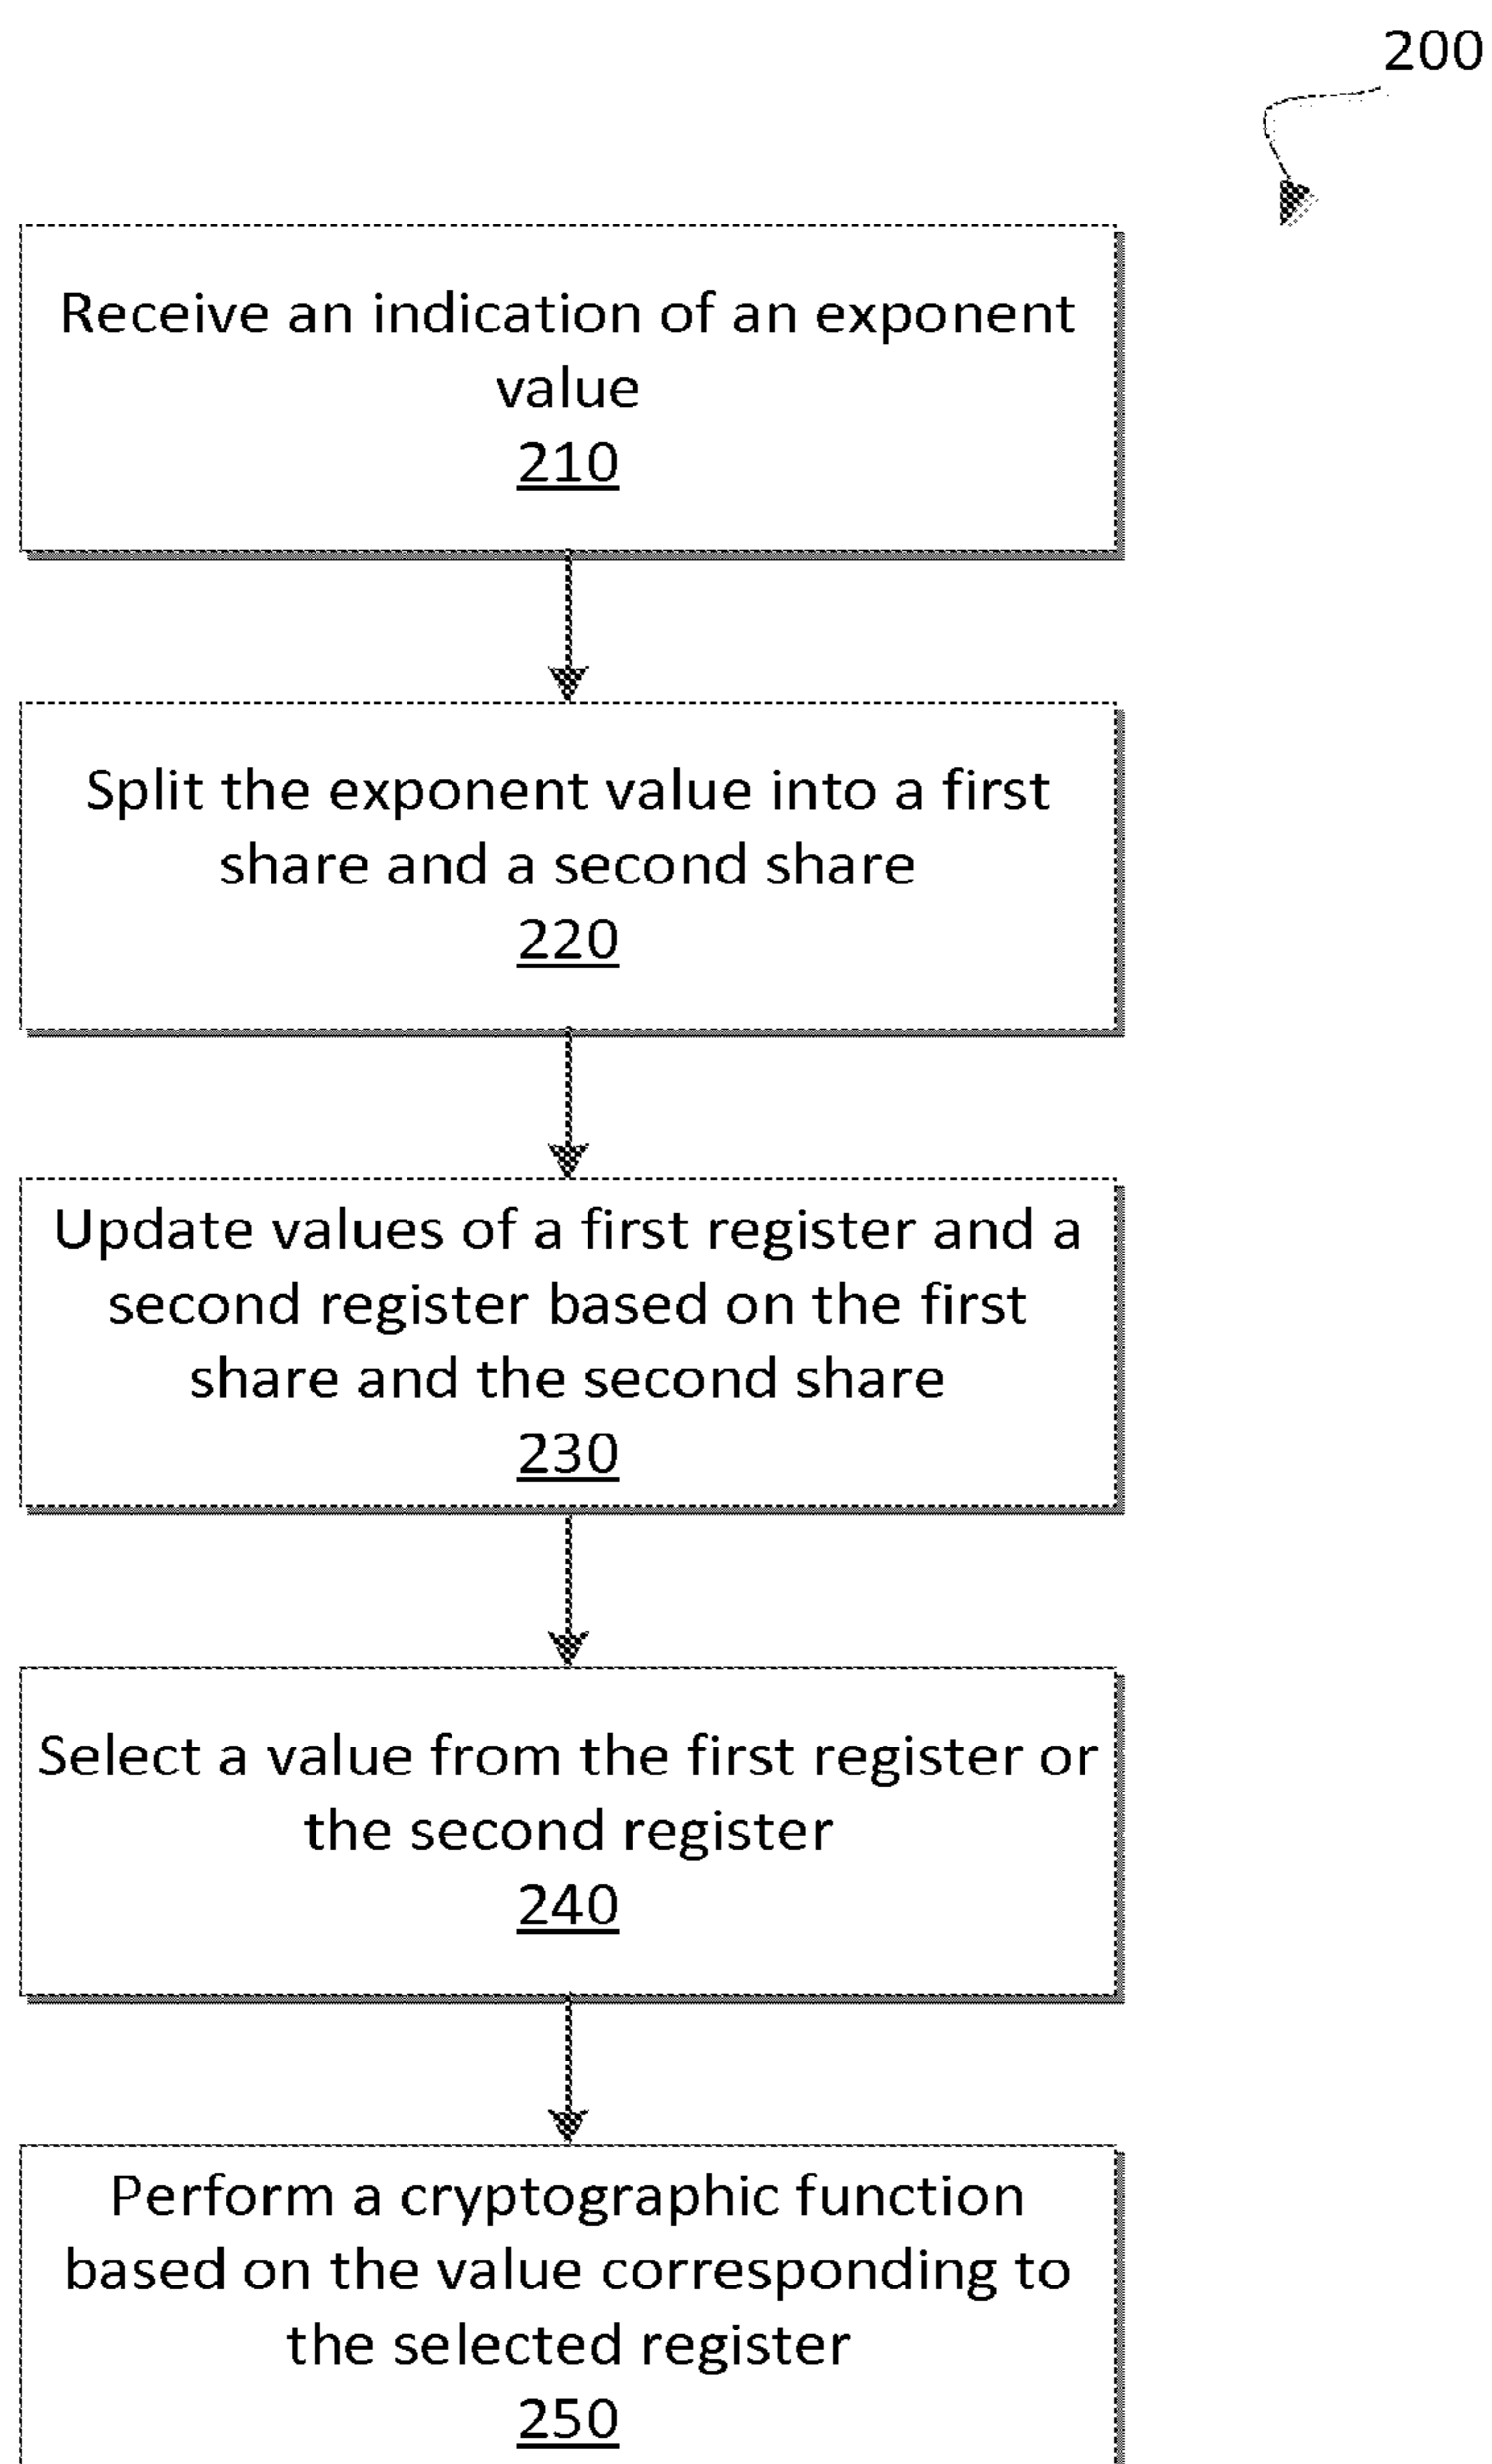 200
Receive an indication of an exponent
value
210
Split the exponent value into a first
share and a second share
220
Update values of a first register and a
second register based on the first
share and the second share
230
Select a value from the first register or
the second register
240
Perform a cryptographic function
based on the value corresponding to
the selected register
250